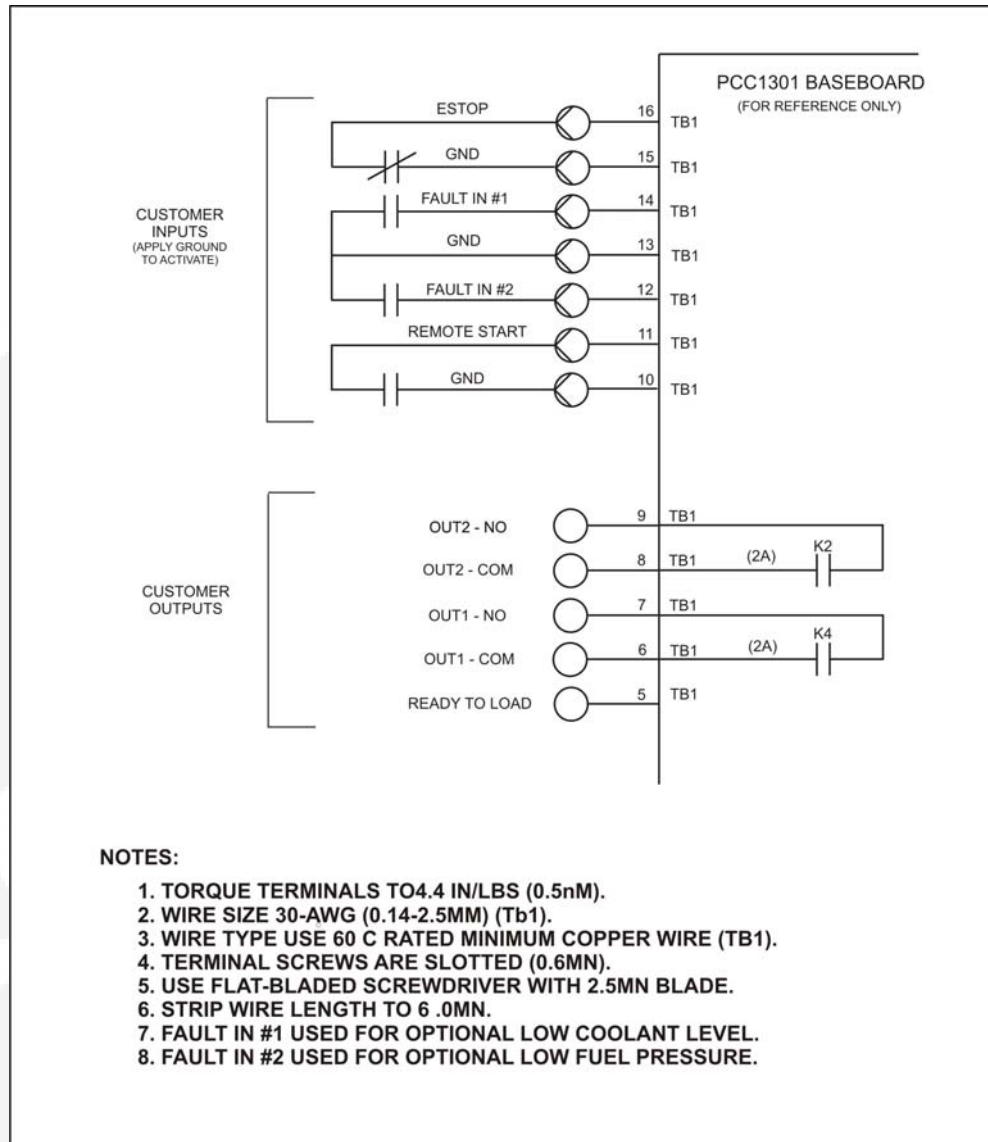 PCC1301 BASEBOARD
(FOR REFERENCE ONLY)
CUSTOMER
INPUTS
(APPLY GROUND
TO ACTIVATE)
ESTOP
16
TB1
GND
15
TB1
FAULT IN #1
14
TB1
GND
13
TB1
FAULT IN #2
12
TB1
REMOTE START
11
TB1
GND
10
TB1
CUSTOMER
OUTPUTS
OUT2 - NO
9
TB1
OUT2 - COM
8
TB1
(2A)
K2
OUT1 - NO
7
TB1
OUT1 - COM
6
TB1
(2A)
K4
READY TO LOAD
5
TB1
NOTES:
1. TORQUE TERMINALS TO4.4 IN/LBS (0.5nM).
2. WIRE SIZE 30-AWG (0.14-2.5MM) (Tb1).
3. WIRE TYPE USE 60 C RATED MINIMUM COPPER WIRE (TB1).
4. TERMINAL SCREWS ARE SLOTTED (0.6MN).
5. USE FLAT-BLADED SCREWDRIVER WITH 2.5MN BLADE.
6. STRIP WIRE LENGTH TO 6 .0MN.
7. FAULT IN #1 USED FOR OPTIONAL LOW COOLANT LEVEL.
8. FAULT IN #2 USED FOR OPTIONAL LOW FUEL PRESSURE.